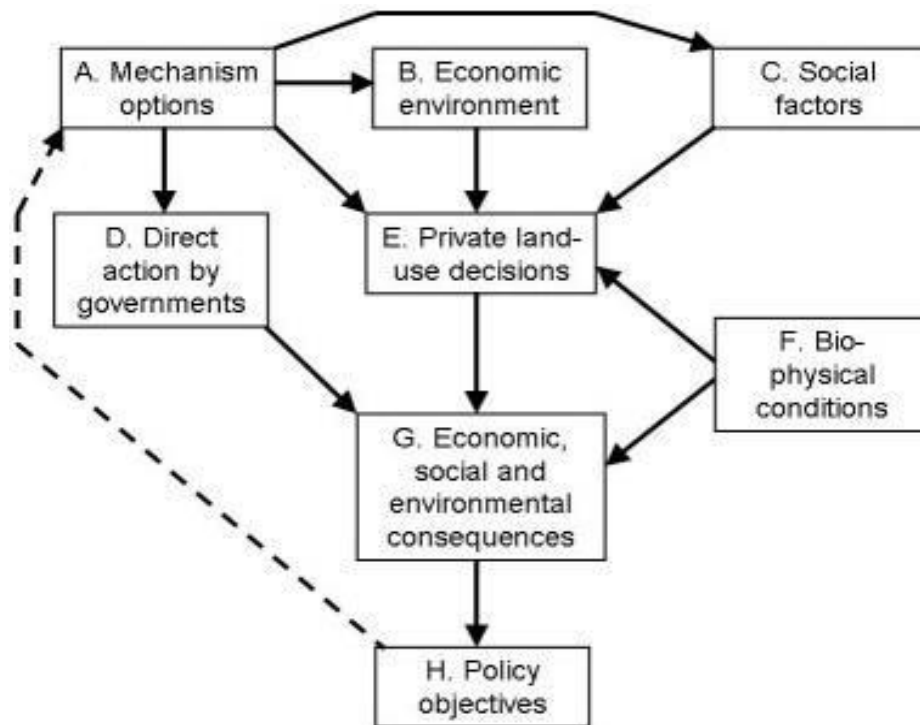 A. Mechanism
options
B. Economic
environment
C. Social
factors
D. Direct
action by
governments
E. Private land-
use decisions
F. Bio-
physical
conditions
G. Economic,
social and
environmental
consequences
H. Policy
objectives